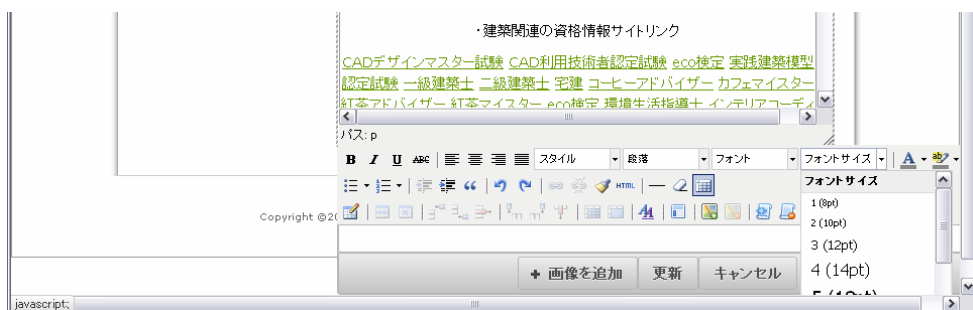 ・建築関連の資格情報サイトリンク
CADデザインマスター試験 CAD利用技術者認定試験 eco検定 実践建築模型
認定試験 一級建築士 二級建築士 宅建 コーヒーアドバイザー カフェマイスター
紅茶アドバイザー 紅茶マイスター eco検定 環境生活指導士 インテリアコーディ
パス: p
B I U ABC スタイル 段落 フォント フォントサイズ A ab
フォントサイズ
HTML
1 (8pt)
Copyright @2
2 (10pt)
3 (12pt)
+ 画像を追加 更新 キャンセル
4 (14pt)
5 (18pt)
javascript:;